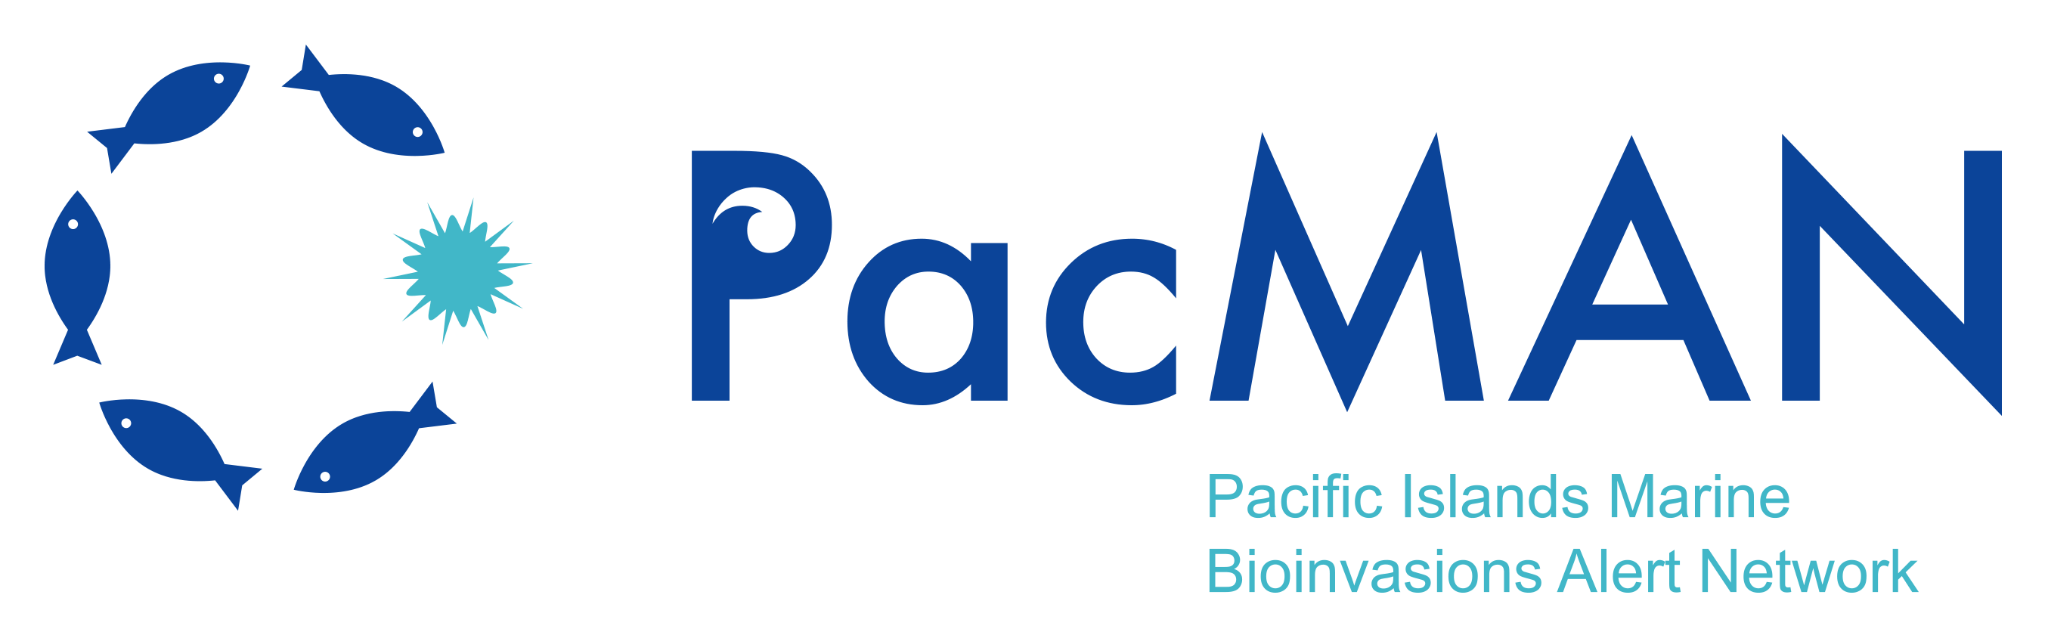 PacMAN
Pacific Islands Marine
Bioinvasions Alert Network